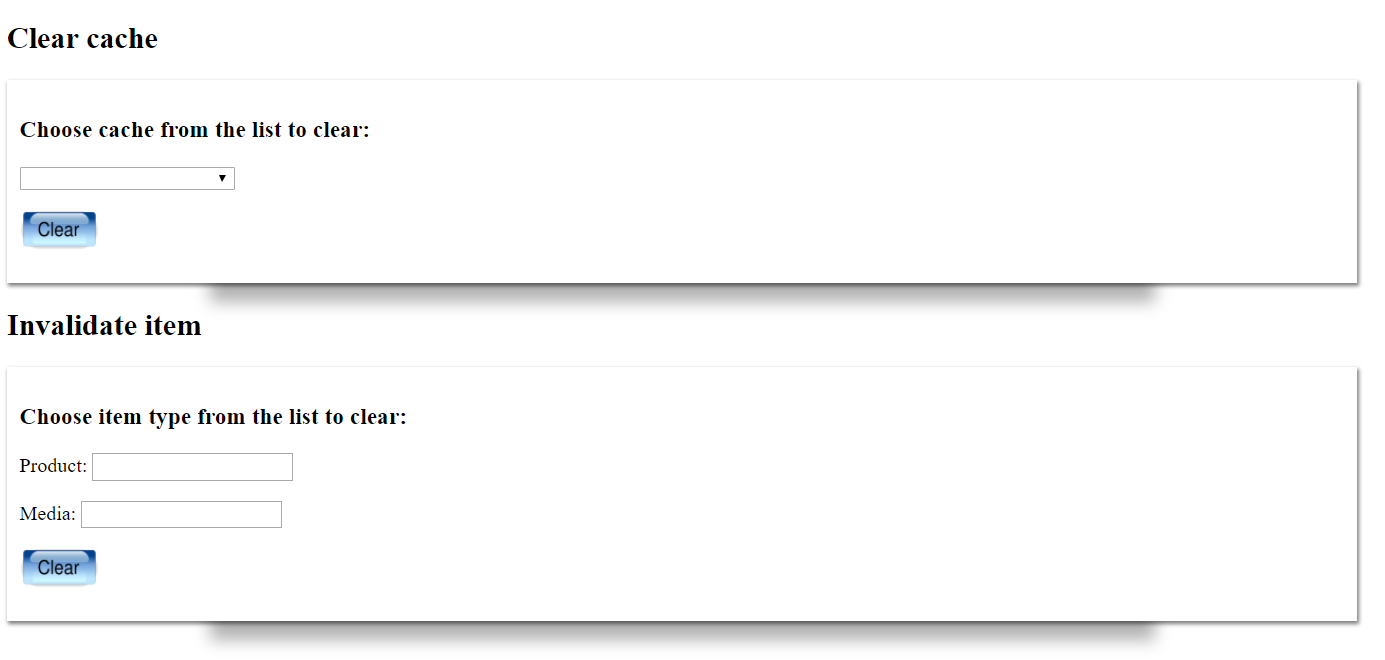 Clear cache
Choose cache from the list to clear:
Clear
Invalidate item
Choose item type from the list to clear:
Product:
Media:
Clear